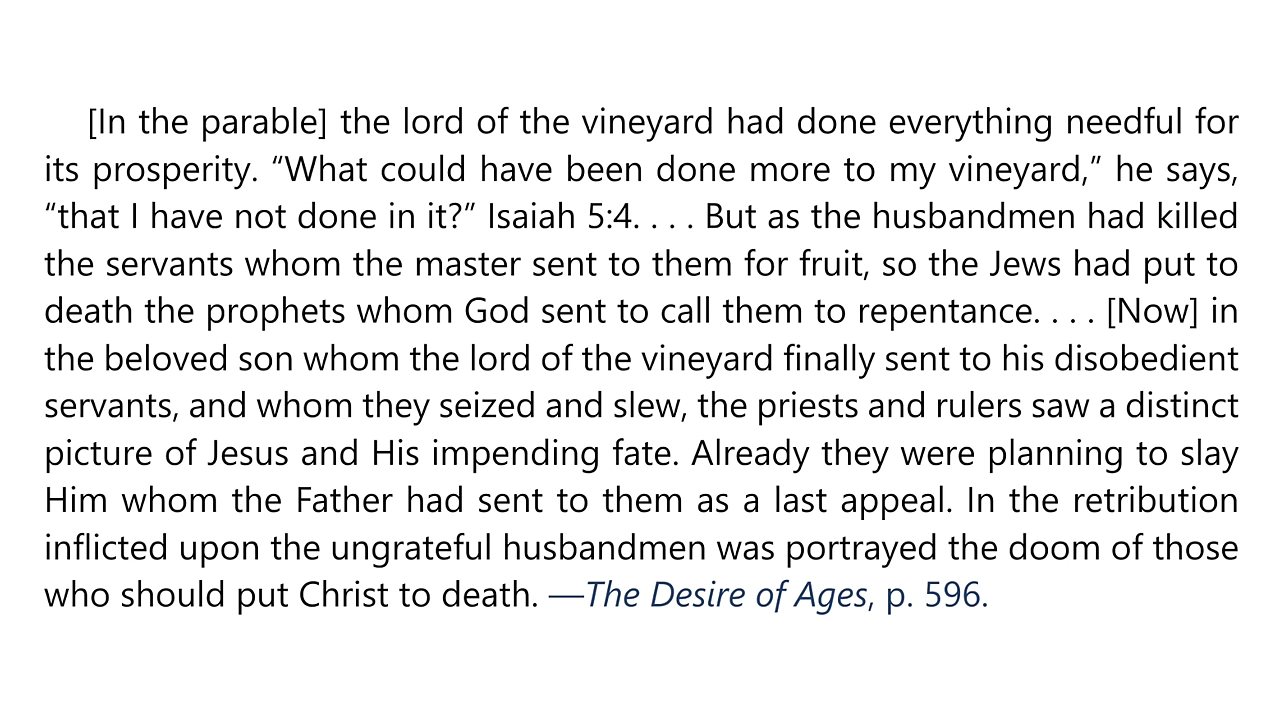 [In the parable] the lord of the vineyard had done everything needful for
its prosperity. “What could have been done more to my vineyard,” he says,
“that I have not done in it?” Isaiah 5:4. . . . But as the husbandmen had killed
the servants whom the master sent to them for fruit, so the Jews had put to
death the prophets whom God sent to call them to repentance. . . . [Now] in
the beloved son whom the lord of the vineyard finally sent to his disobedient
servants, and whom they seized and slew, the priests and rulers saw a distinct
picture of Jesus and His impending fate. Already they were planning to slay
Him whom the Father had sent to them as a last appeal. In the retribution
inflicted upon the ungrateful husbandmen was portrayed the doom of those
who should put Christ to death. —The Desire of Ages, p. 596.